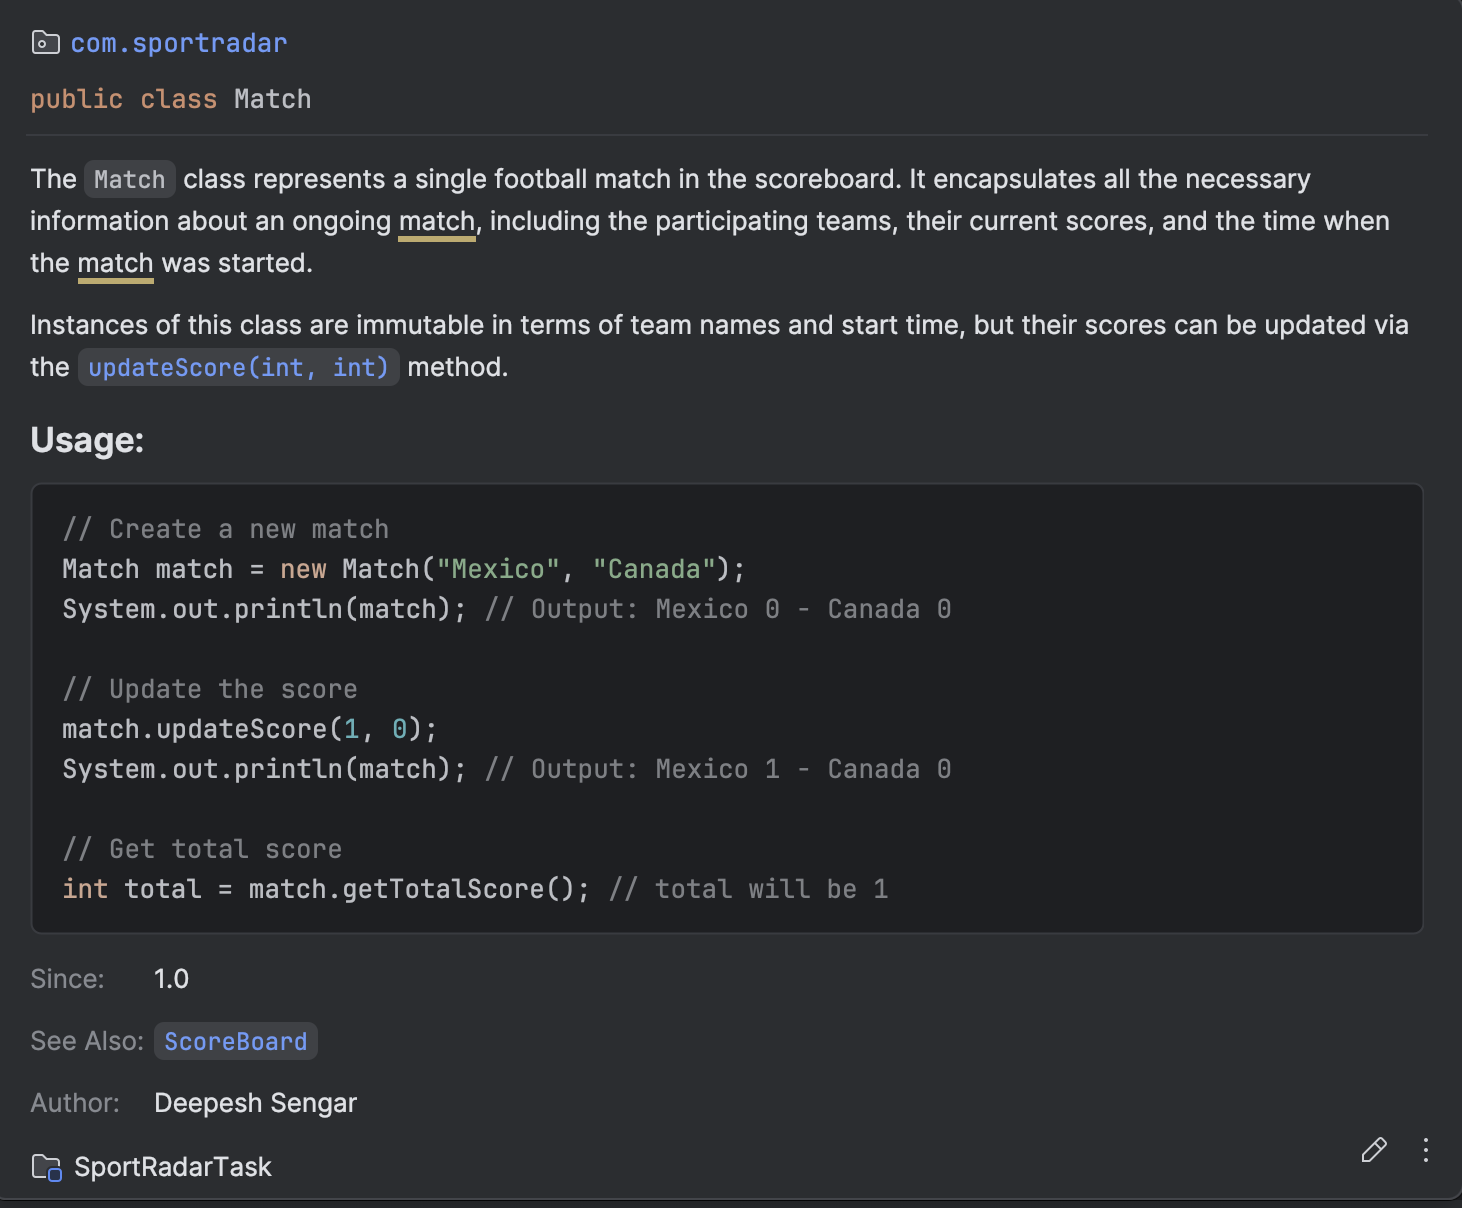 com.sportradar
public class Match
The Match class represents a single football match in the scoreboard. It encapsulates all the necessary
information about an ongoing match, including the participating teams, their current scores, and the time when
the match was started.
Instances of this class are immutable in terms of team names and start time, but their scores can be updated via
the updateScore(int, int) method.
Usage:
// Create a new match
Match match = new Match("Mexico", "Canada");
System.out.println(match); // Output: Mexico 0 - Canada 0
// Update the score
match.updateScore(1, 0);
System.out.println(match); // Output: Mexico 1 - Canada 0
// Get total score
int total = match.getTotalScore(); // total will be 1
Since: 1.0
See Also: ScoreBoard
Author: Deepesh Sengar
SportRadarTask